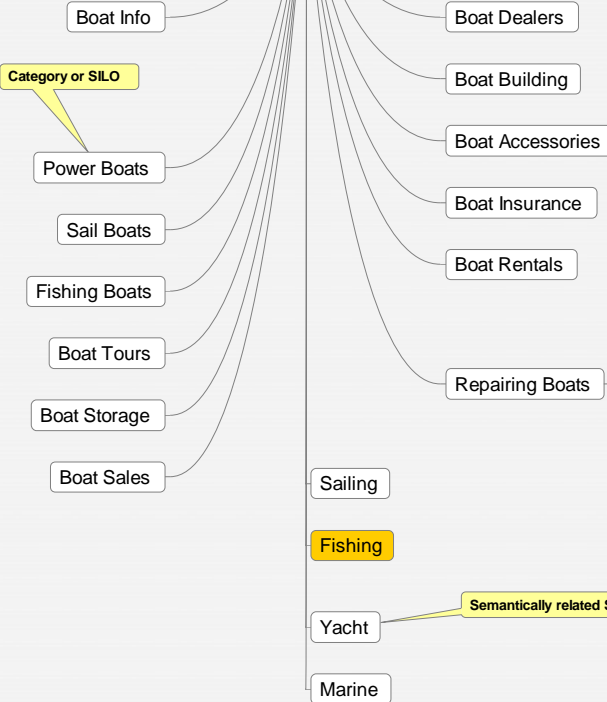 Boat Info
Category or SILO
Power Boats
Sail Boats
Fishing Boats
Boat Tours
Boat Storage
Boat Sales
Boat Dealers
Boat Building
Boat Accessories
Boat Insurance
Boat Rentals
Repairing Boats
Sailing
Fishing
Yacht
Semantically related S
Marine